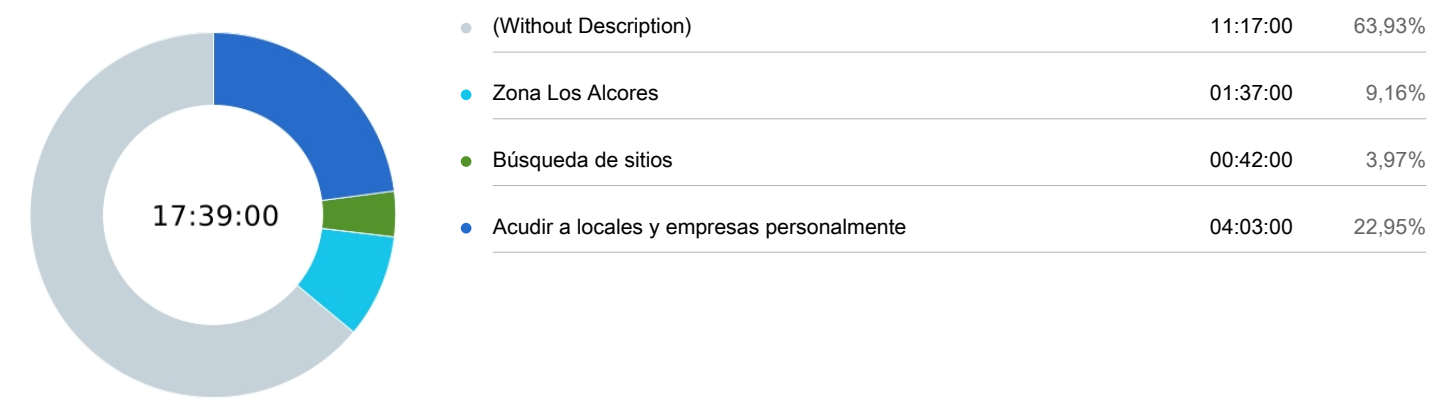 17:39:00
(Without Description) 11:17:00 63,93%
Zona Los Alcores 01:37:00 9,16%
Búsqueda de sitios 00:42:00 3,97%
Acudir a locales y empresas personalmente 04:03:00 22,95%